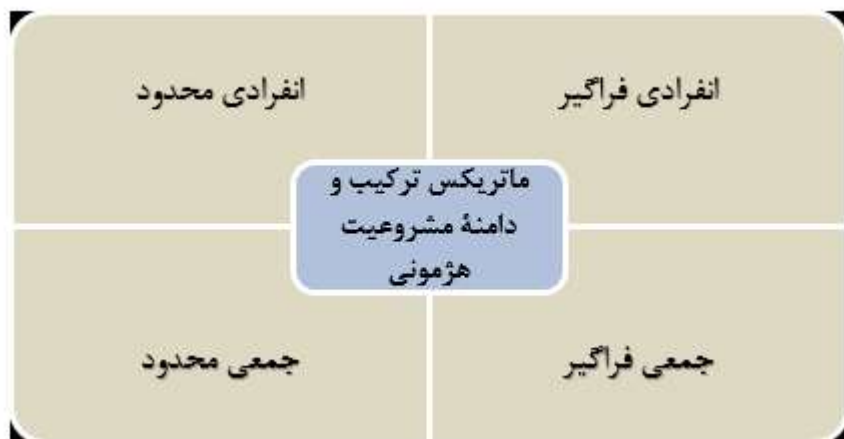 انفرادی فراگیر
انفرادی محدود
ماتریکس ترکیب و
دامنهٔ مشروعیت
هژمونی
جمعی فراگیر
جمعی محدود